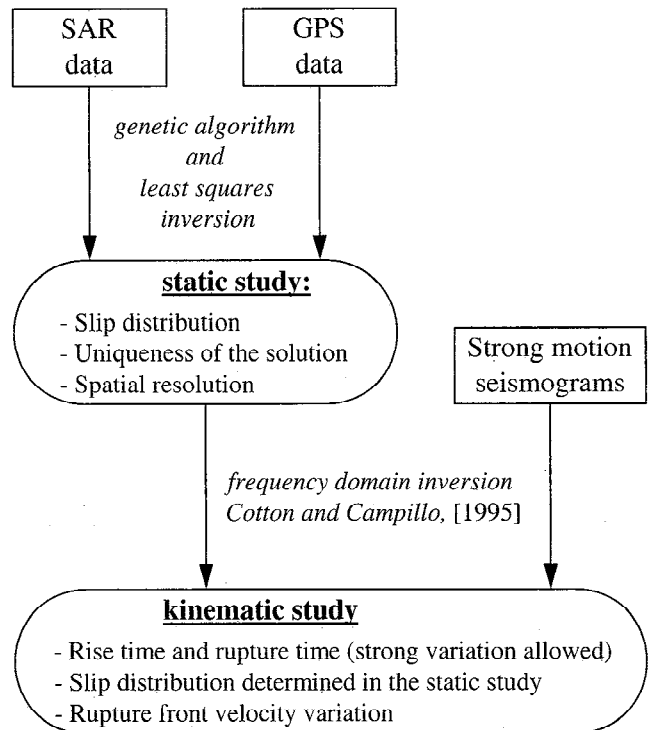 SAR
data
GPS
data
genetic algorithm
and
least squares
inversion
static study:
- Slip distribution
- Uniqueness of the solution
- Spatial resolution
Strong motion
seismograms
frequency domain inversion
Cotton and Campillo, [1995]
kinematic study
- Rise time and rupture time (strong variation allowed)
- Slip distribution determined in the static study
- Rupture front velocity variation